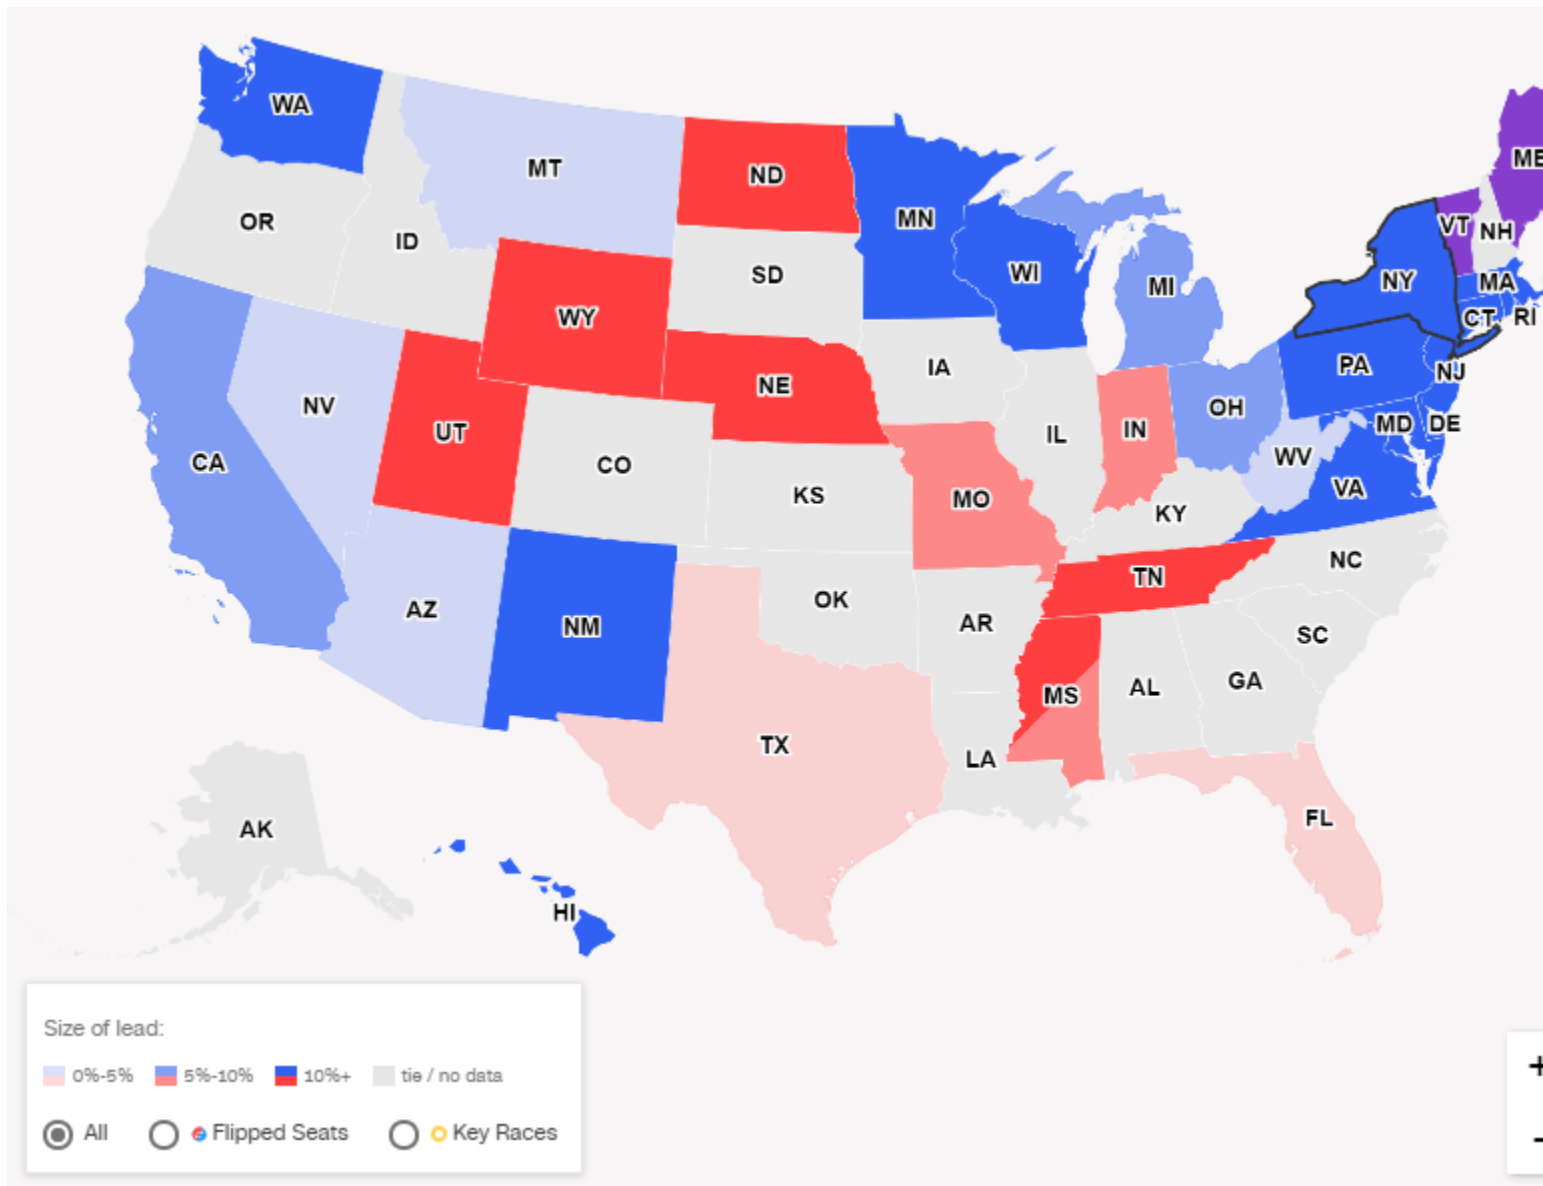 WA
MT
ND
MN
ME
OR
ID
SD
WI
MI
VT
NH
NY
MA
CT
RI
WY
NE
IA
PA
NJ
NV
UT
CO
IL
IN
OH
MD
DE
CA
KS
MO
KY
WV
VA
AZ
NM
OK
AR
TN
NC
SC
TX
LA
MS
AL
GA
FL
AK
HI
Size of lead:
0%-5% 5%-10% 10%+ tie / no data
All Flipped Seats Key Races
+
-